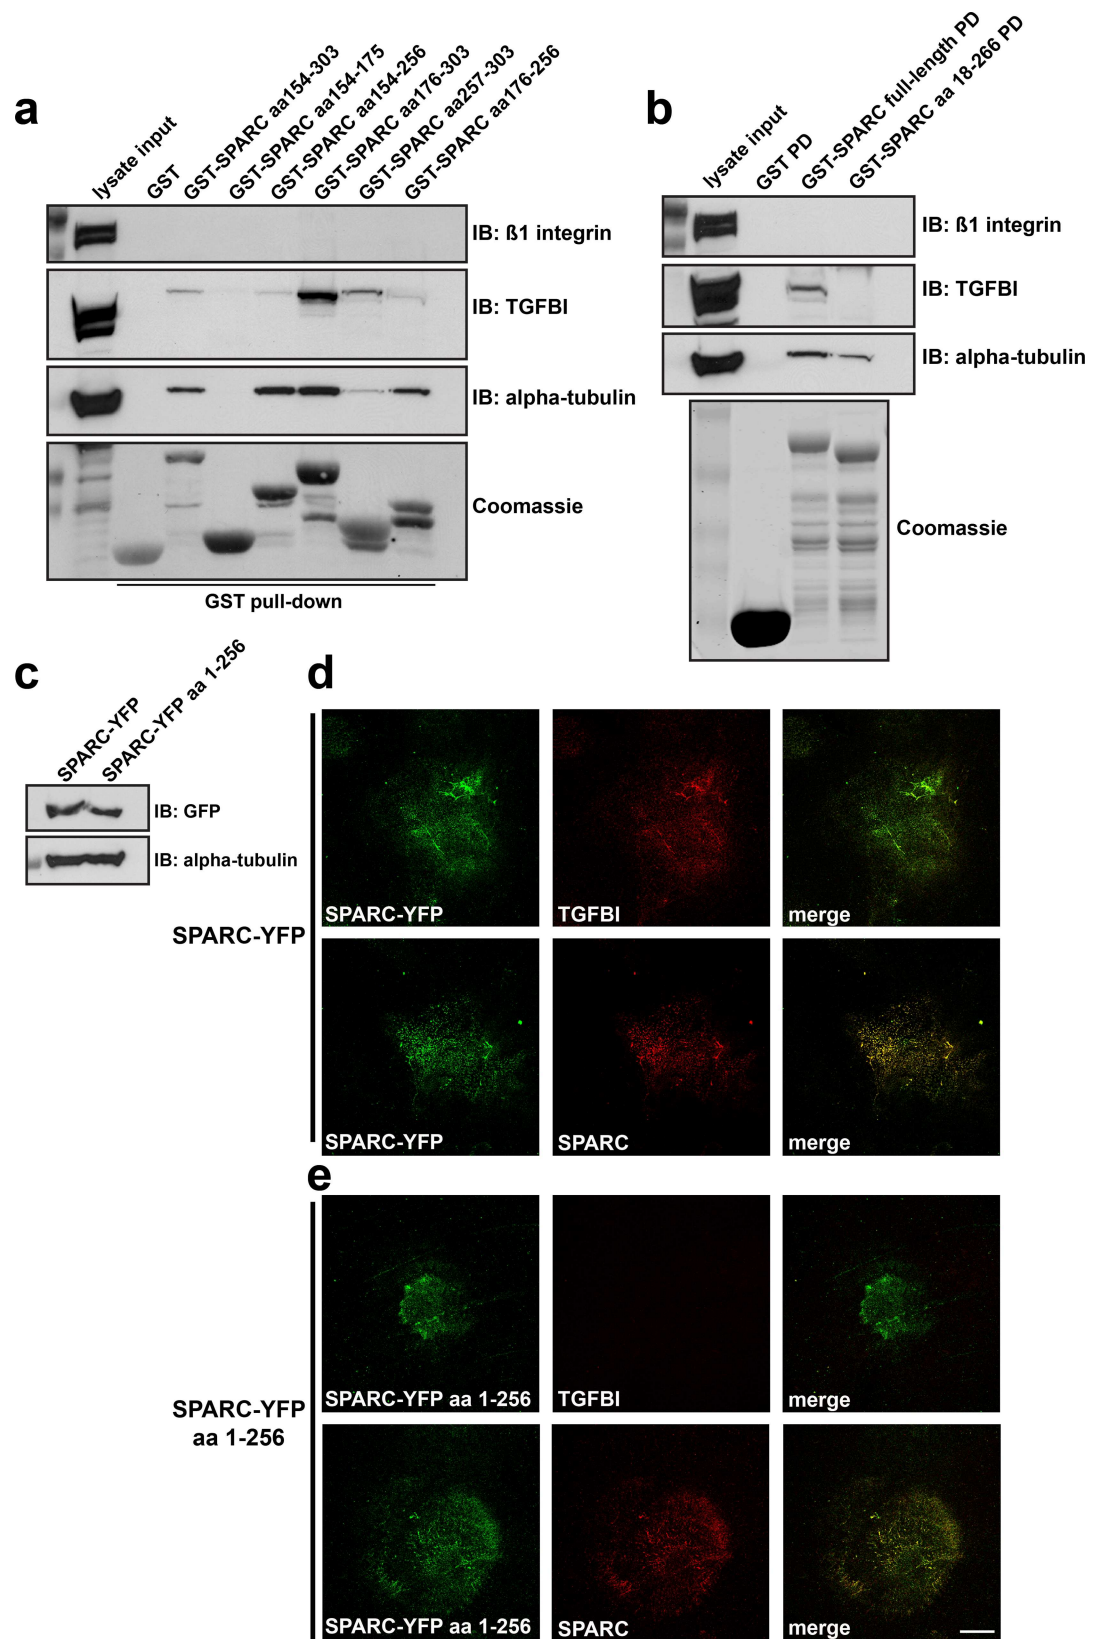 a
lysate input
GST
GST-SPARC aa154-303
GST-SPARC aa154-175
GST-SPARC aa154-256
GST-SPARC aa176-303
GST-SPARC aa257-303
GST-SPARC aa176-256
IB: ß1 integrin
IB: TGFBI
IB: alpha-tubulin
Coomassie
GST pull-down
b
lysate input
GST PD
GST-SPARC full-length PD
GST-SPARC aa 18-266 PD
IB: ß1 integrin
IB: TGFBI
IB: alpha-tubulin
Coomassie
c
SPARC-YFP
SPARC-YFP aa 1-256
IB: GFP
IB: alpha-tubulin
d
SPARC-YFP
SPARC-YFP
TGFBI
merge
SPARC-YFP
SPARC
merge
e
SPARC-YFP
aa 1-256
SPARC-YFP aa 1-256
TGFBI
merge
SPARC-YFP aa 1-256
SPARC
merge